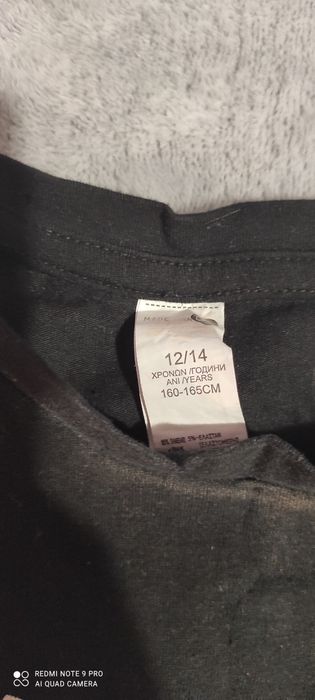 12/14
ΧΡΟΝΩΝ /ГОДИНИ
ANI /YEARS
160-165CM
REDMI NOTE 9 PRO
AI QUAD CAMERA